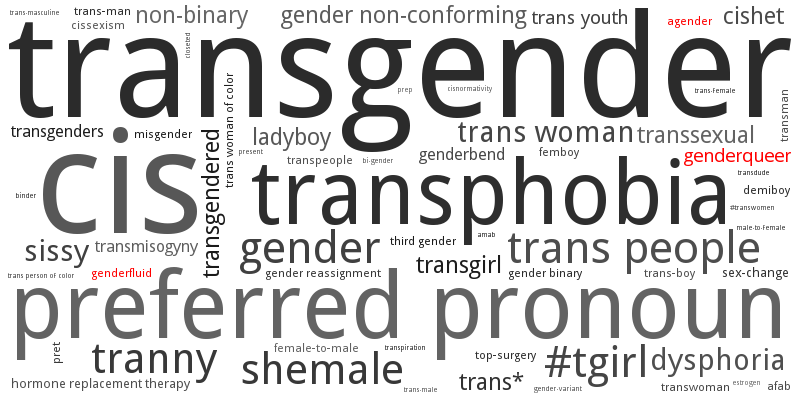 trans-masculine
trans-man
non-binary
cissexism
closeted
gender non-conforming
trans youth
agender
cishet
transgender
prep
cisnormativity
trans-Female
transman
transgenders
misgender
transgendered
trans woman of color
ladyboy
present
transpeople
bi-gender
trans woman
transsexual
genderbend
femboy
genderqueer
transdude
demiboy
#transwomen
male-to-Female
binder
cis
transphobia
sissy
transmisogyny
gender
third gender
amab
trans people
trans person of color
genderfluid
gender reassignment
transgirl
gender binary
trans-boy
sex-change
preferred pronoun
pret
tranny
female-to-male
transpiration
top-surgery
#tgirl
dysphoria
hormone replacement therapy
shemale
trans-male
trans*
gender-variant
transwoman
estrogen
afab